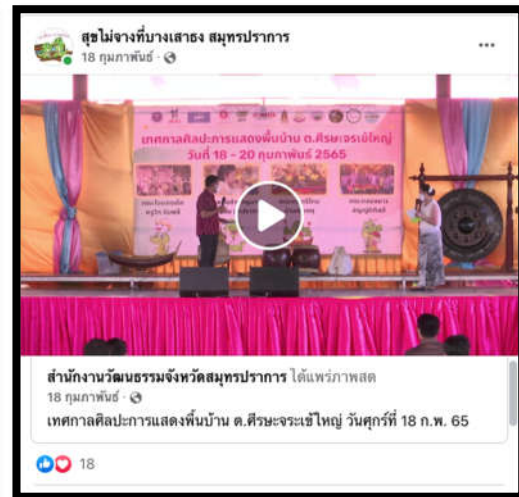 สุขไม่จางที่บางเสาธง สมุทรปราการ
18 กุมภาพันธ์ ·
เทศกาลศิลปะการแสดงพื้นบ้าน ต.ศีรษะจรเข้ใหญ่
วันที่ 18 - 20 กุมภาพันธ์ 2565
สำนักงานวัฒนธรรมจังหวัดสมุทรปราการ ได้แพร่ภาพสด
18 กุมภาพันธ์ ·
เทศกาลศิลปะการแสดงพื้นบ้าน ต.ศีรษะจระเข้ใหญ่ วันศุกร์ที่ 18 ก.พ. 65
18